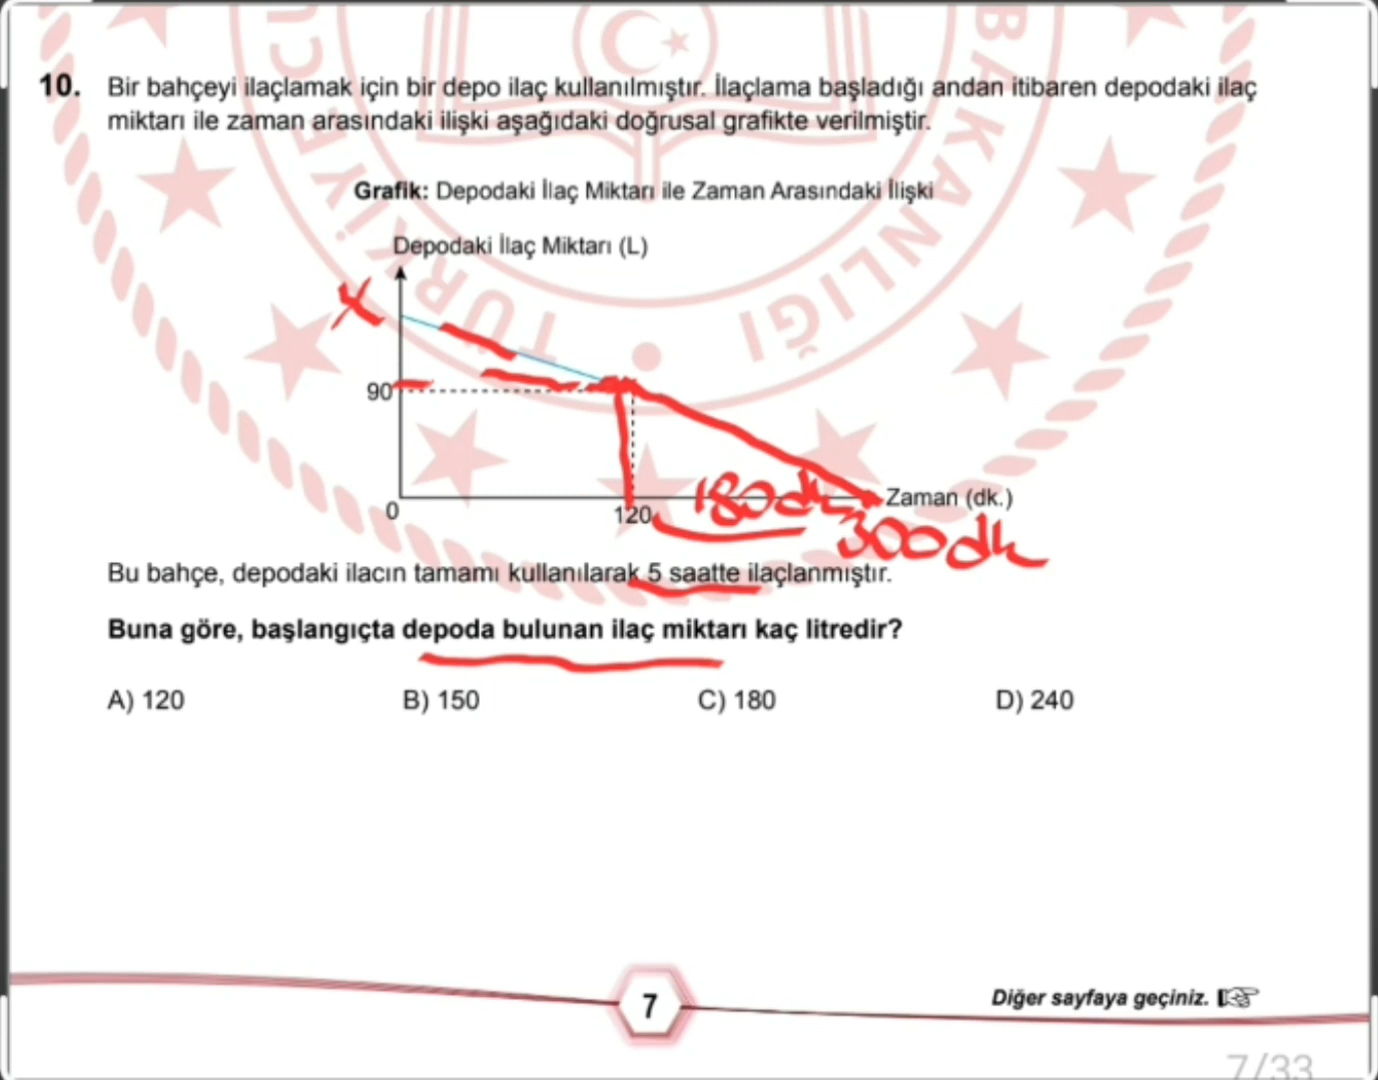 10. Bir bahçeyi ilaçlamak için bir depo ilaç kullanılmıştır. İlaçlama başladığı andan itibaren depodaki ilaç
miktarı ile zaman arasındaki ilişki aşağıdaki doğrusal grafikte verilmiştir.
Grafik: Depodaki İlaç Miktarı ile Zaman Arasındaki İlişki
Depodaki İlaç Miktarı (L)
x
90
0
120
180dk
Zaman (dk.)
300dk
Bu bahçe, depodaki ilacın tamamı kullanılarak 5 saatte ilaçlanmıştır.
Buna göre, başlangıçta depoda bulunan ilaç miktarı kaç litredir?
A) 120 B) 150 C) 180 D) 240
7
Diğer sayfaya geçiniz.
7/33